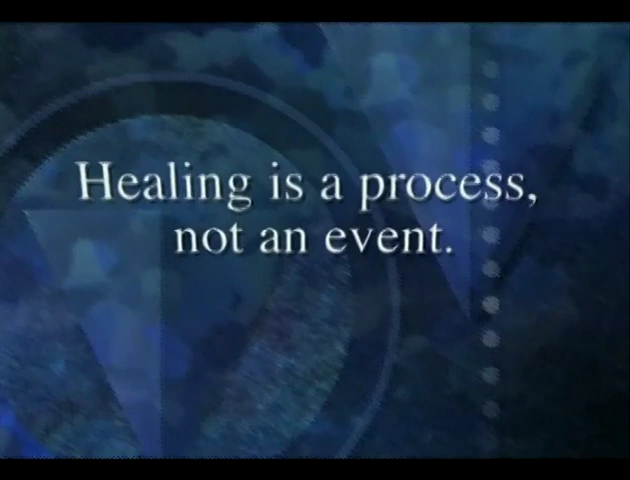 Healing is a process,
not an event.